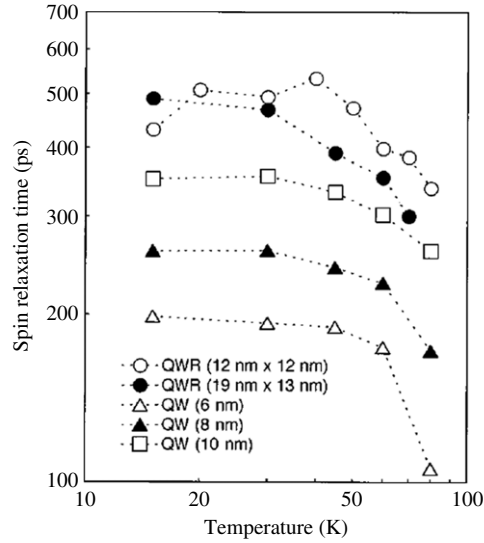 700
500
400
300
200
100
Spin relaxation time (ps)
QWR (12 nm x 12 nm)
QWR (19 nm x 13 nm)
QW (6 nm)
QW (8 nm)
QW (10 nm)
10 20 50 100
Temperature (K)